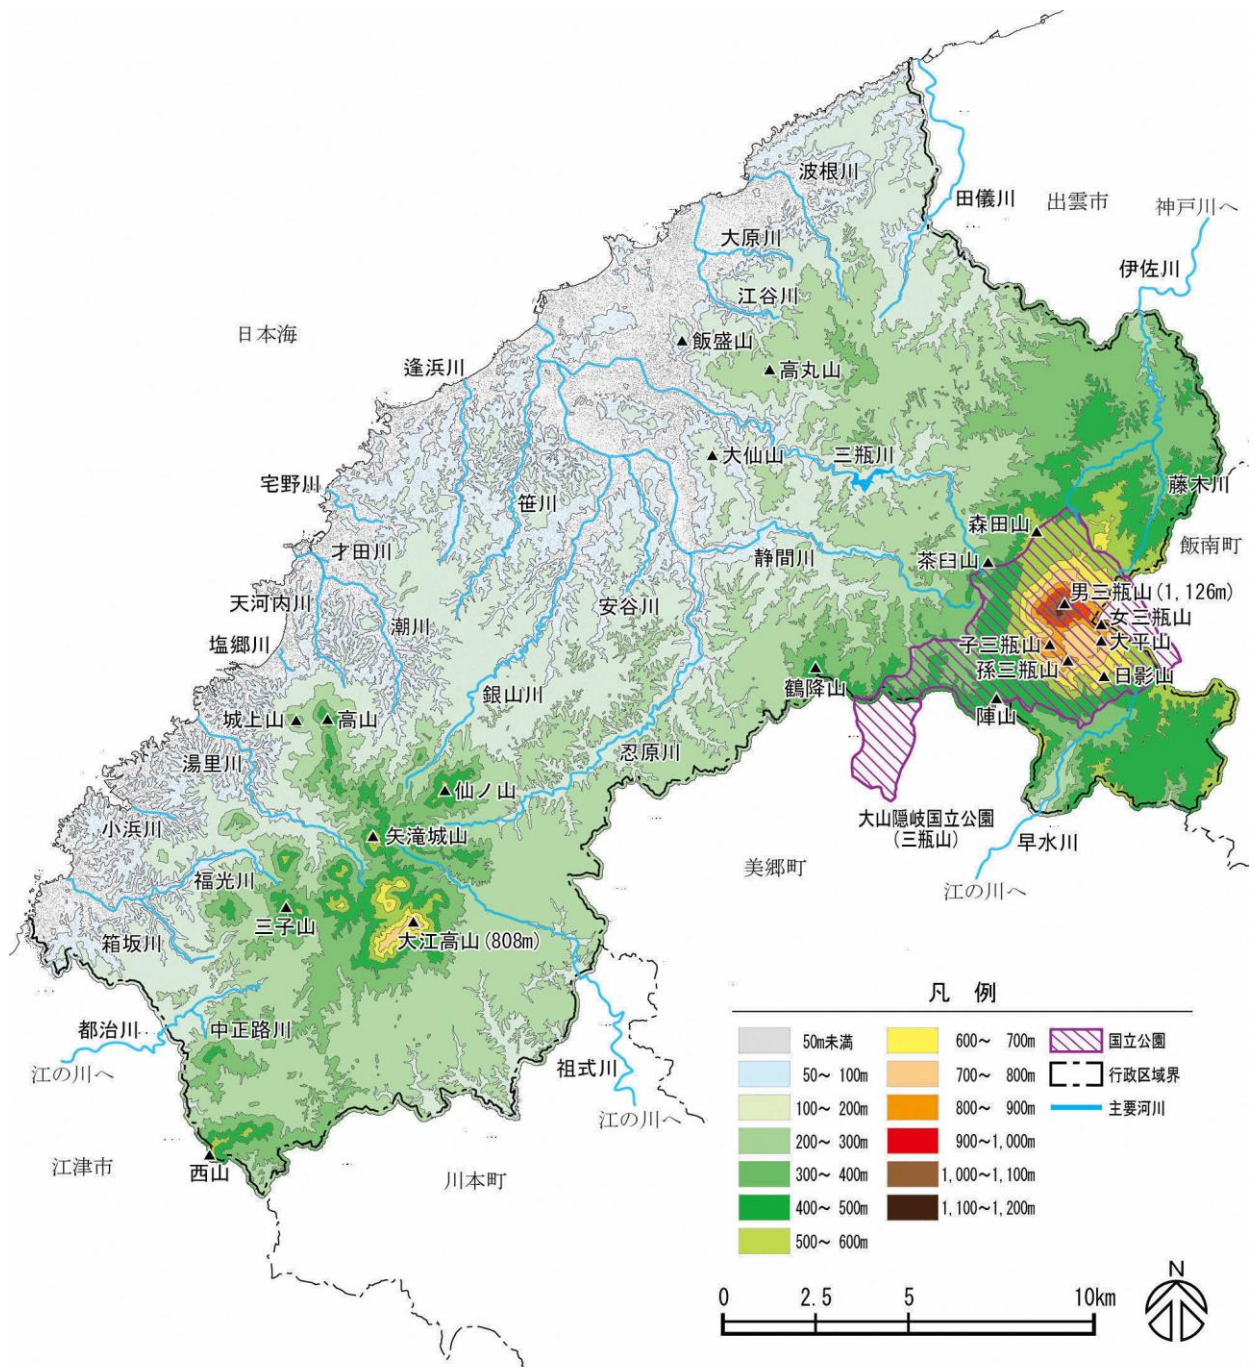 波根川
田儀川
出雲市
神戸川へ
大原川
伊佐川
江谷川
日本海
飯盛山
逢浜川
高丸山
大仙山
三瓶川
宅野川
笹川
藤木川
森田山
才田川
静間川
茶臼山
飯南町
天河内川
安谷川
男三瓶山(1,126m)
潮川
女三瓶山
塩郷川
子三瓶山
大平山
孫三瓶山
日影山
鶴降山
銀山川
城上山
高山
陣山
湯里川
忍原川
仙ノ山
小浜川
矢滝城山
大山隠岐国立公園
(三瓶山)
早水川
美郷町
福光川
江の川へ
三子山
大江高山(808m)
箱坂川
都治川
中正路川
江の川へ
祖式川
江の川へ
江津市
西山
川本町
凡 例
50m未満
600～ 700m
国立公園
50～ 100m
700～ 800m
行政区域界
100～ 200m
800～ 900m
主要河川
200～ 300m
900～1,000m
300～ 400m
1,000～1,100m
400～ 500m
1,100～1,200m
500～ 600m
N
0 2.5 5 10km